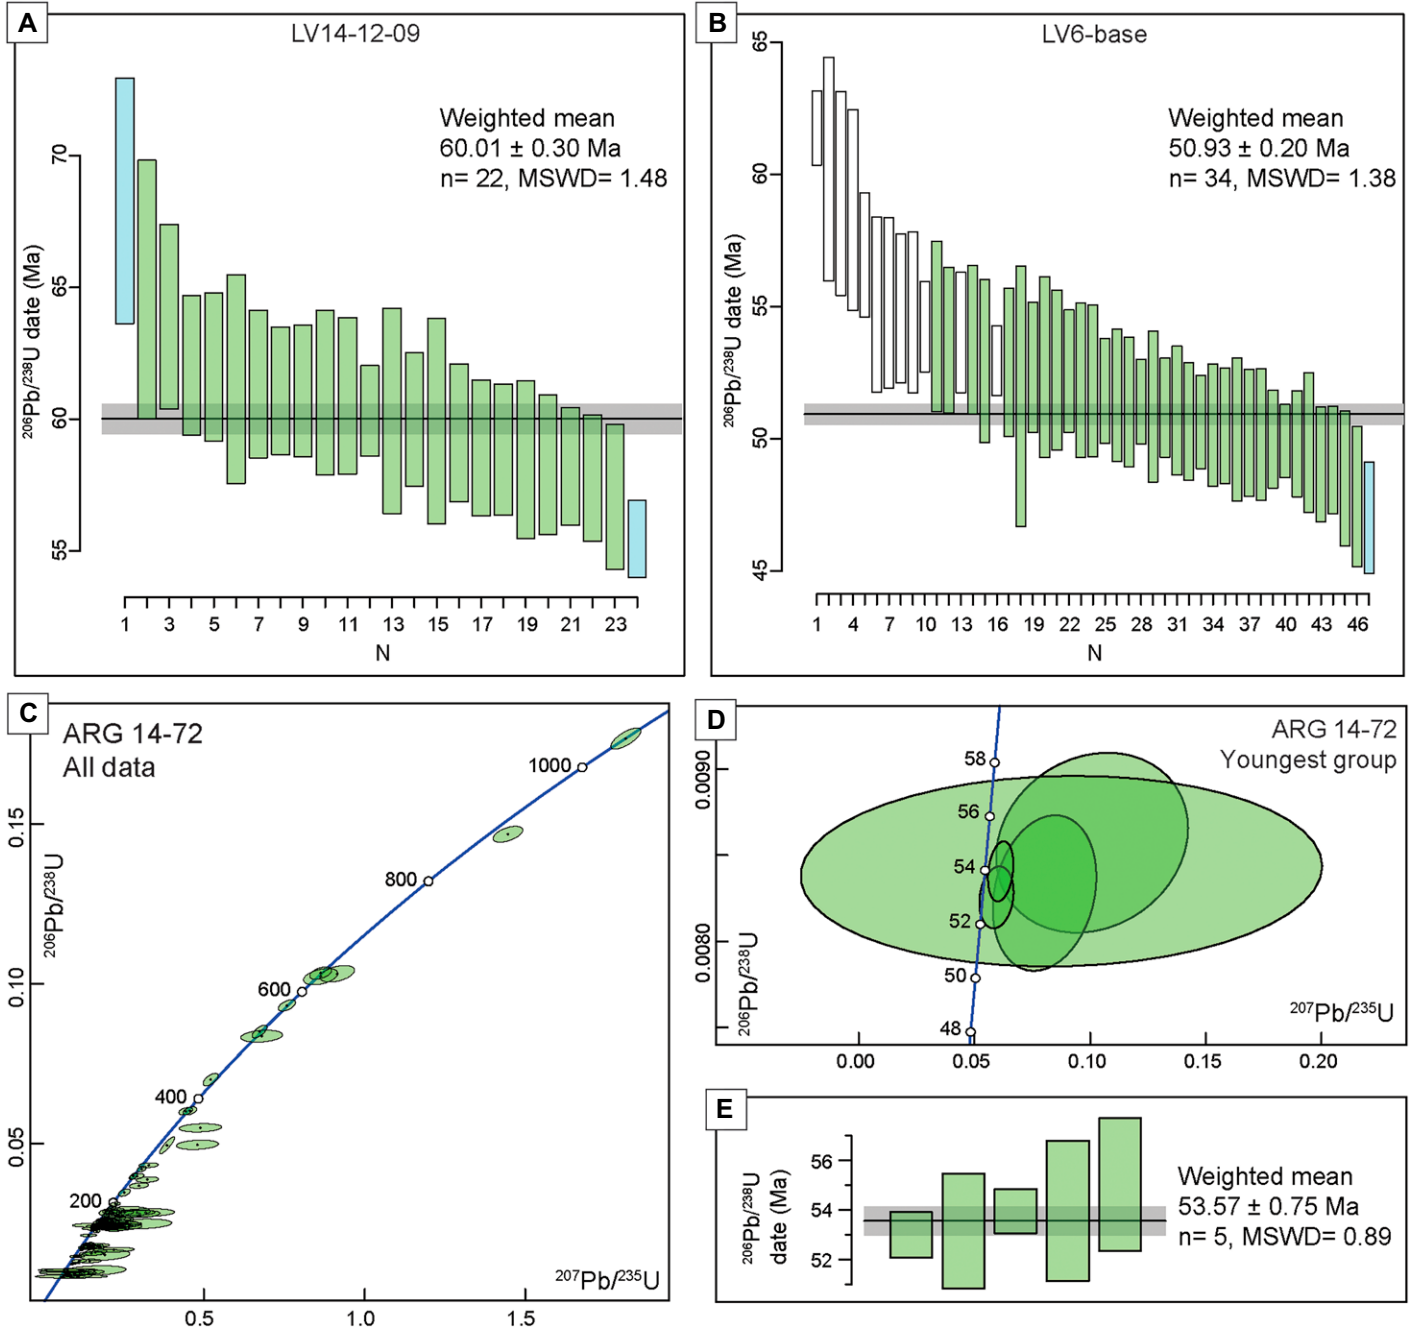 A
LV14-12-09
Weighted mean
60.01 ± 0.30 Ma
n= 22, MSWD= 1.48
²⁰⁶Pb/²³⁸U date (Ma)
70
65
60
55
1 3 5 7 9 11 13 15 17 19 21 23
N
B
LV6-base
Weighted mean
50.93 ± 0.20 Ma
n= 34, MSWD= 1.38
²⁰⁶Pb/²³⁸U date (Ma)
65
60
55
50
45
1 4 7 10 13 16 19 22 25 28 31 34 37 40 43 46
N
C
ARG 14-72
All data
²⁰⁶Pb/²³⁸U
0.15
0.10
0.05
1000
800
600
400
200
²⁰⁷Pb/²³⁵U
0.5 1.0 1.5
D
ARG 14-72
Youngest group
0.0090
0.0080
²⁰⁶Pb/²³⁸U
58
56
54
52
50
48
²⁰⁷Pb/²³⁵U
0.00 0.05 0.10 0.15 0.20
E
²⁰⁶Pb/²³⁸U
date (Ma)
56
54
52
Weighted mean
53.57 ± 0.75 Ma
n= 5, MSWD= 0.89